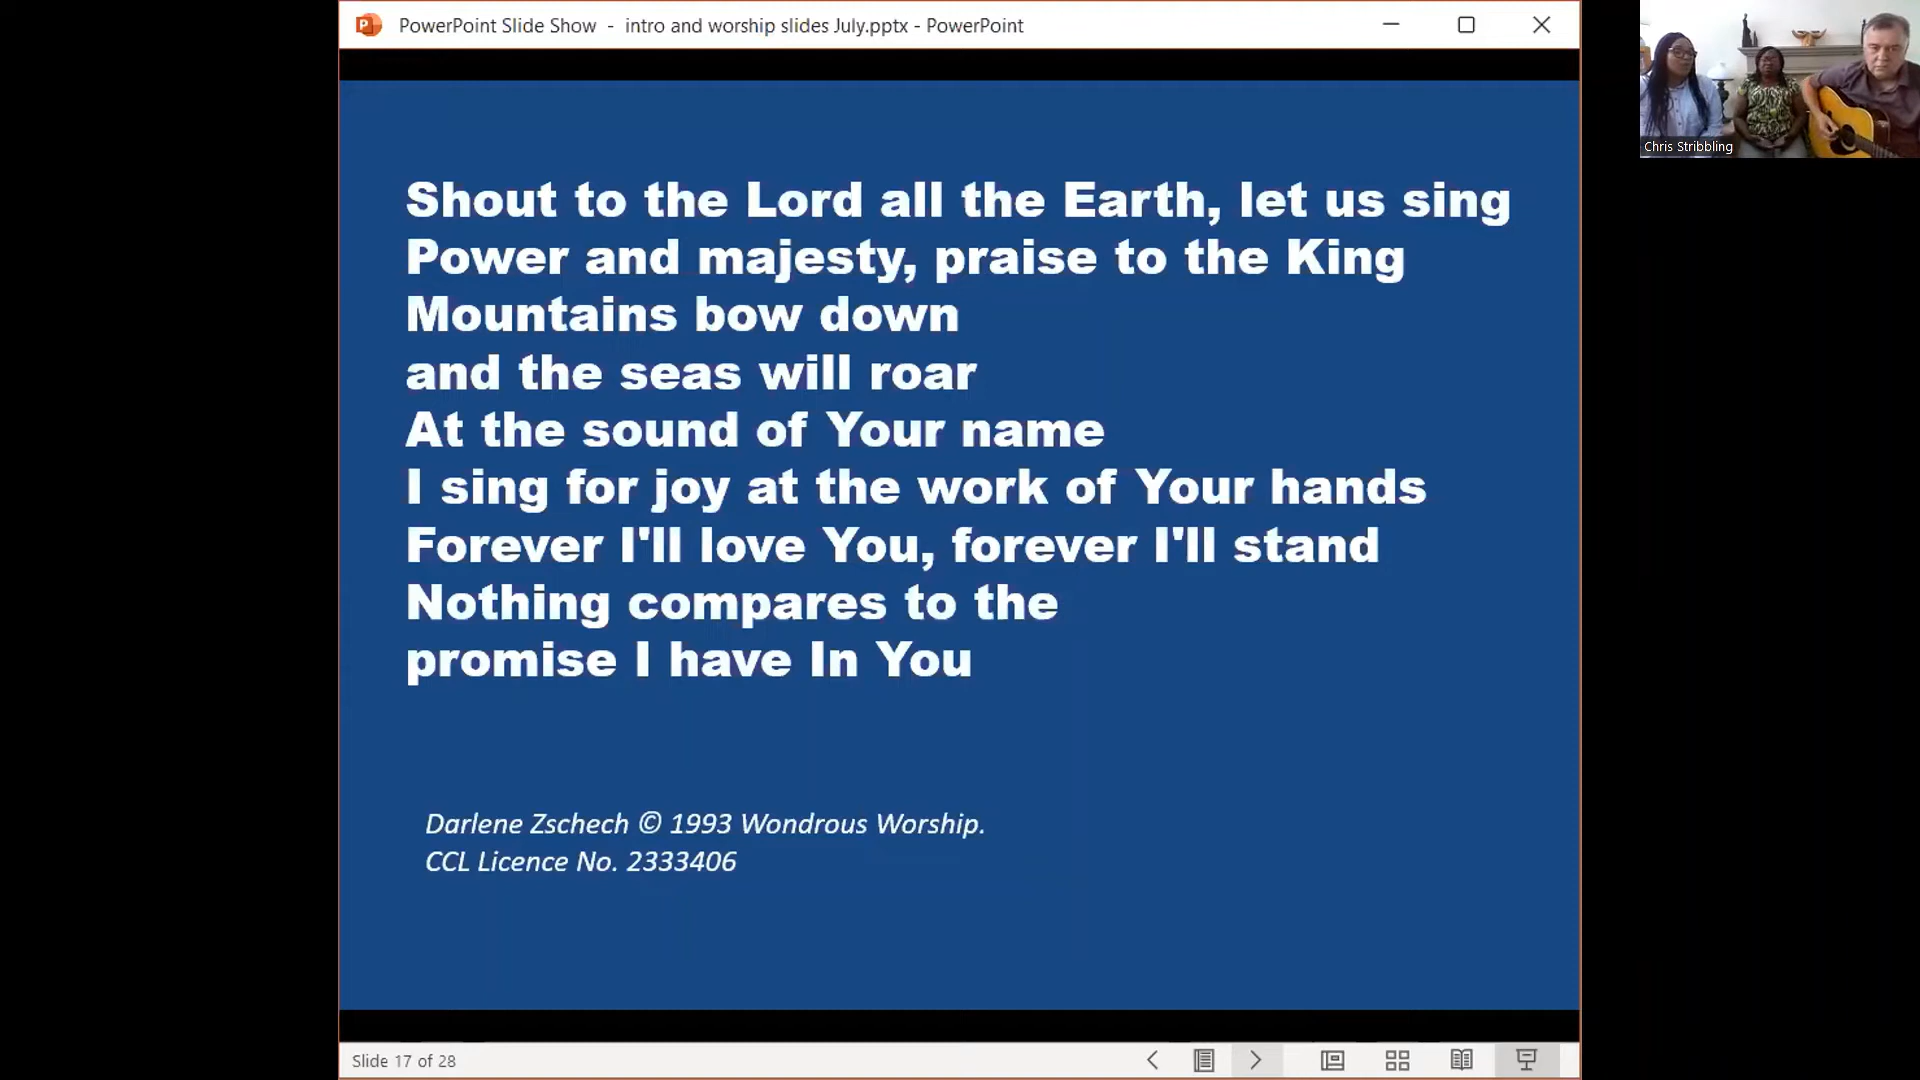 PowerPoint Slide Show - intro and worship slides July.pptx - PowerPoint
Chris Stribbling
Shout to the Lord all the Earth, let us sing
Power and majesty, praise to the King
Mountains bow down
and the seas will roar
At the sound of Your name
I sing for joy at the work of Your hands
Forever I'll love You, forever I'll stand
Nothing compares to the
promise I have In You
Darlene Zschech © 1993 Wondrous Worship.
CCL Licence No. 2333406
Slide 17 of 28